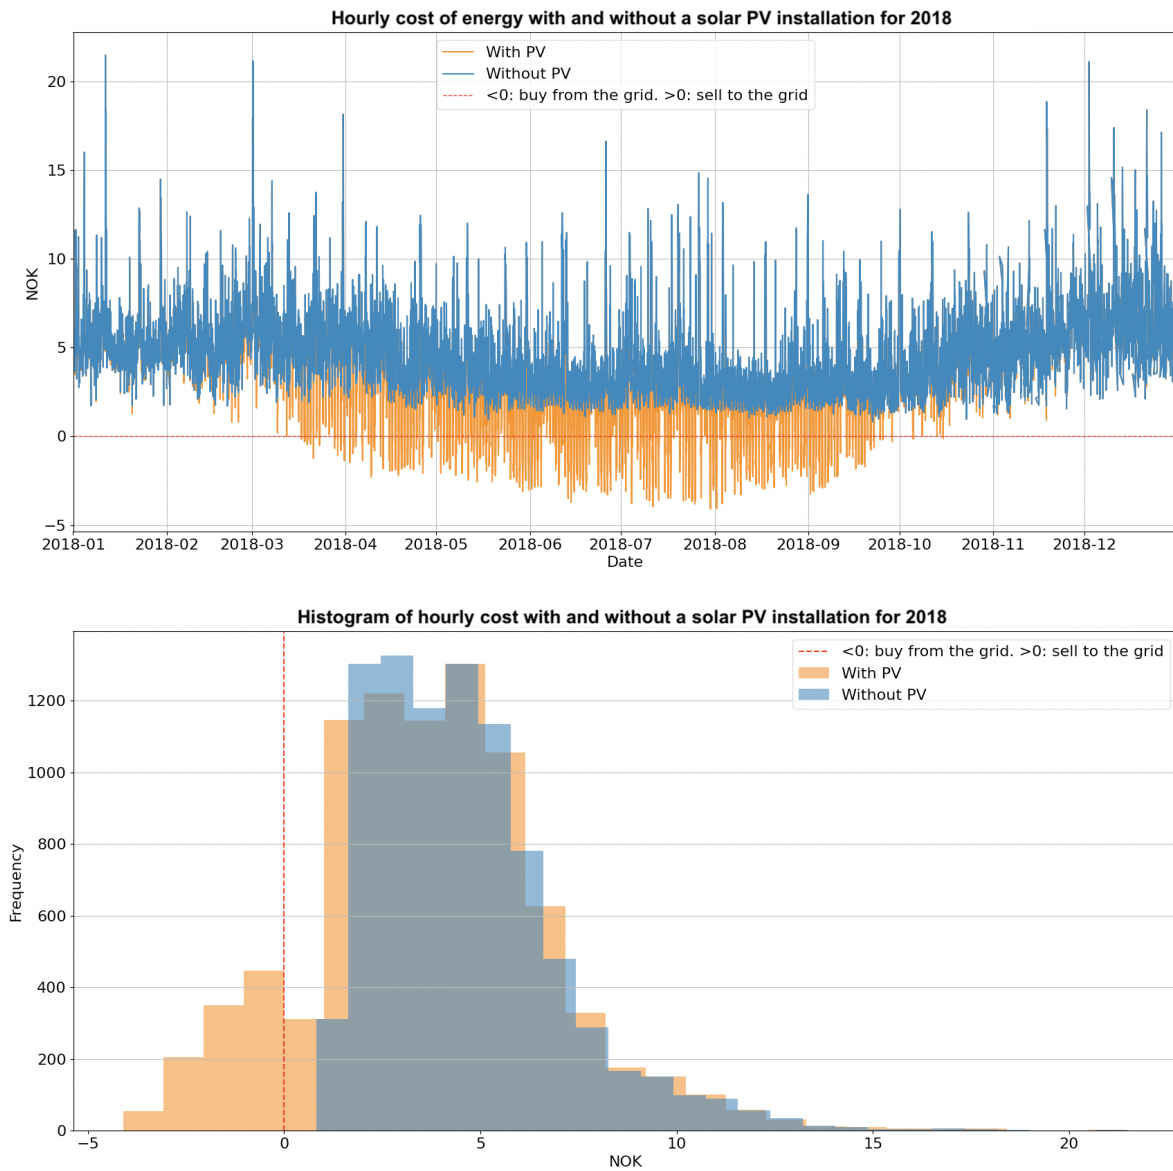 Hourly cost of energy with and without a solar PV installation for 2018
With PV
Without PV
<0: buy from the grid. >0: sell to the grid
20
15
10
5
0
−5
NOK
2018-01 2018-02 2018-03 2018-04 2018-05 2018-06 2018-07 2018-08 2018-09 2018-10 2018-11 2018-12
Date
Histogram of hourly cost with and without a solar PV installation for 2018
<0: buy from the grid. >0: sell to the grid
With PV
Without PV
1200
1000
800
600
400
200
0
Frequency
−5 0 5 10 15 20
NOK